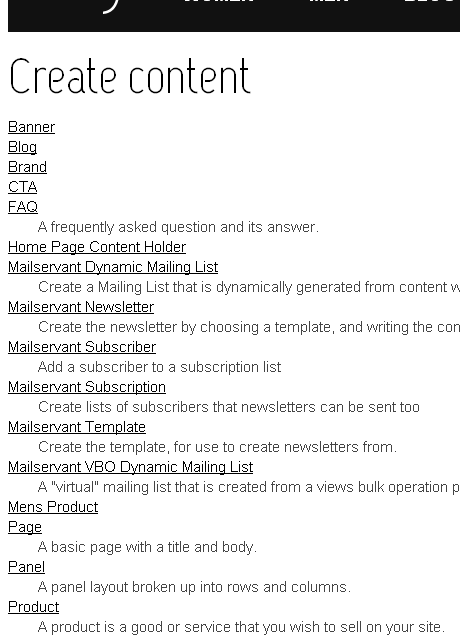 Create content
Banner
Blog
Brand
CTA
FAQ
A frequently asked question and its answer.
Home Page Content Holder
Mailservant Dynamic Mailing List
Create a Mailing List that is dynamically generated from content
Mailservant Newsletter
Create the newsletter by choosing a template, and writing the
Mailservant Subscriber
Add a subscriber to a subscription list
Mailservant Subscription
Create lists of subscribers that newsletters can be sent too
Mailservant Template
Create the template, for use to create newsletters from.
Mailservant VBO Dynamic Mailing List
A "virtual" mailing list that is created from a views bulk operation
Mens Product
Page
A basic page with a title and body.
Panel
A panel layout broken up into rows and columns.
Product
A product is a good or service that you wish to sell on your site.